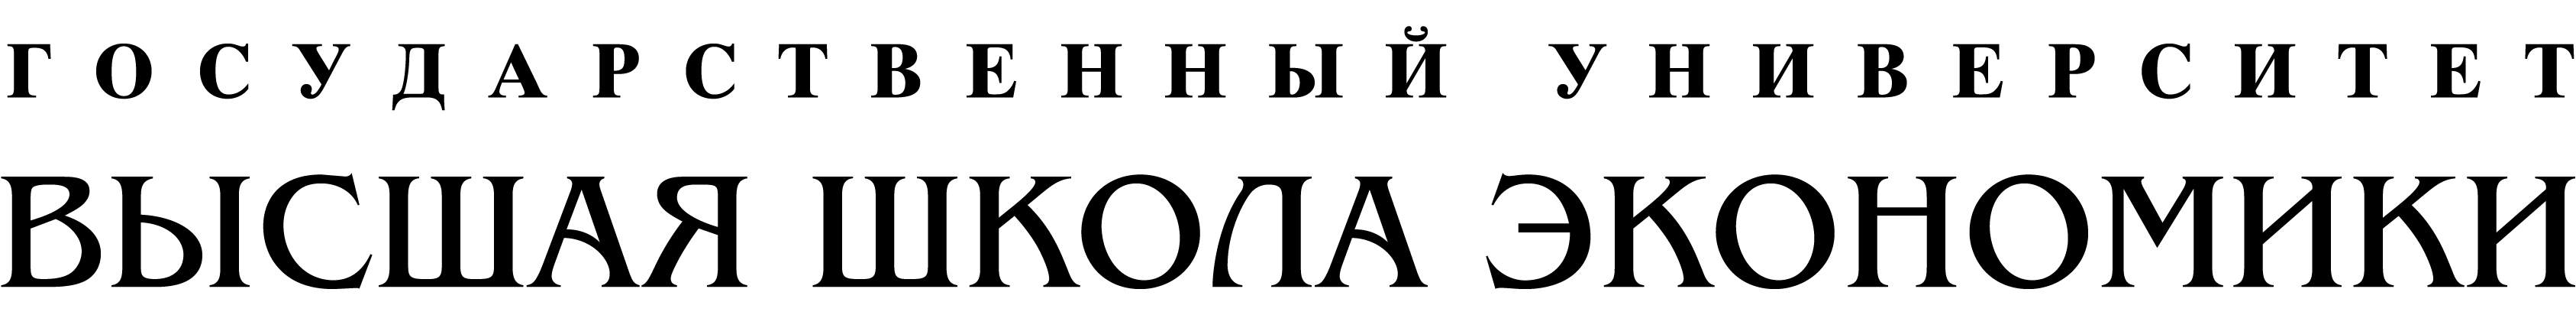 ГОСУДАРСТВЕННЫЙ УНИВЕРСИТЕТ
ВЫСШАЯ ШКОЛА ЭКОНОМИКИ